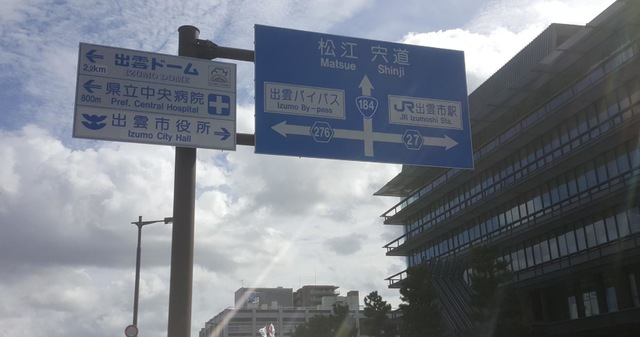 出雲ドーム
IZUMO DOME
2.2km
県立中央病院
800m
Pref. Central Hospital
出雲市役所
Izumo City Hall
松江 宍道
Matsue Shinji
出雲バイパス
Izumo By-pass
184
JR出雲市駅
JR Izumoshi Sta.
276
27